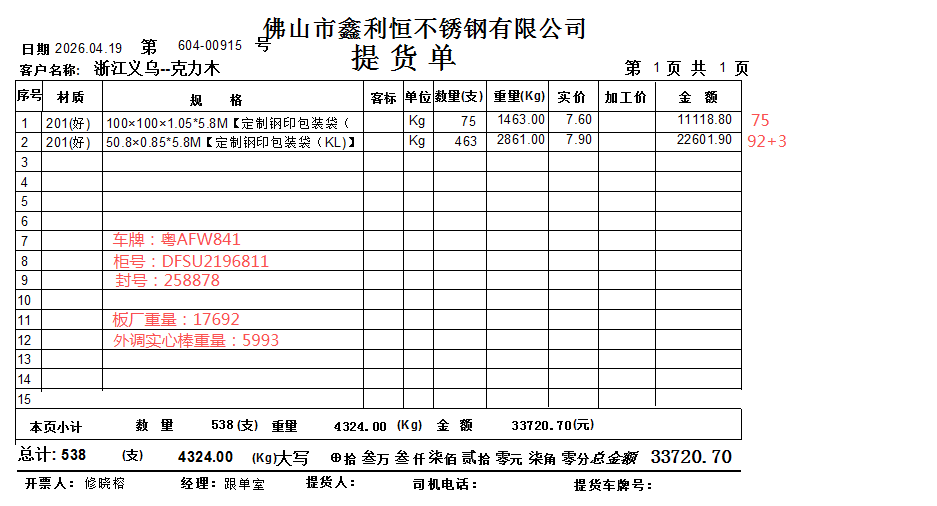 佛山市鑫利恒不锈钢有限公司
日期 2026.04.19 第 604-00915 号
提货单
客户名称: 浙江义乌--克力木 第 1 页 共 1 页
序号 材质 规 格 客标 单位 数量(支) 重量(Kg) 实价 加工价 金 额
1 201(好) 100×100×1.05*5.8M【定制钢印包装袋（ Kg 75 1463.00 7.60 11118.80 75
2 201(好) 50.8×0.85*5.8M【定制钢印包装袋（KL)】 Kg 463 2861.00 7.90 22601.90 92+3
3
4
5
6
7 车牌：粤AFW841
8 柜号：DFSU2196811
9 封号：258878
10
11 板厂重量：17692
12 外调实心棒重量：5993
13
14
15
本页小计 数 量 538 (支) 重量 4324.00 (Kg) 金 额 33720.70(元)
总计: 538 (支) 4324.00 (Kg)大写 ⊕拾 叁万 叁仟 柒佰 贰拾 零元 柒角 零分 总金额 33720.70
开票人: 修晓榕 经理: 跟单室 提货人: 司机电话: 提货车牌号: